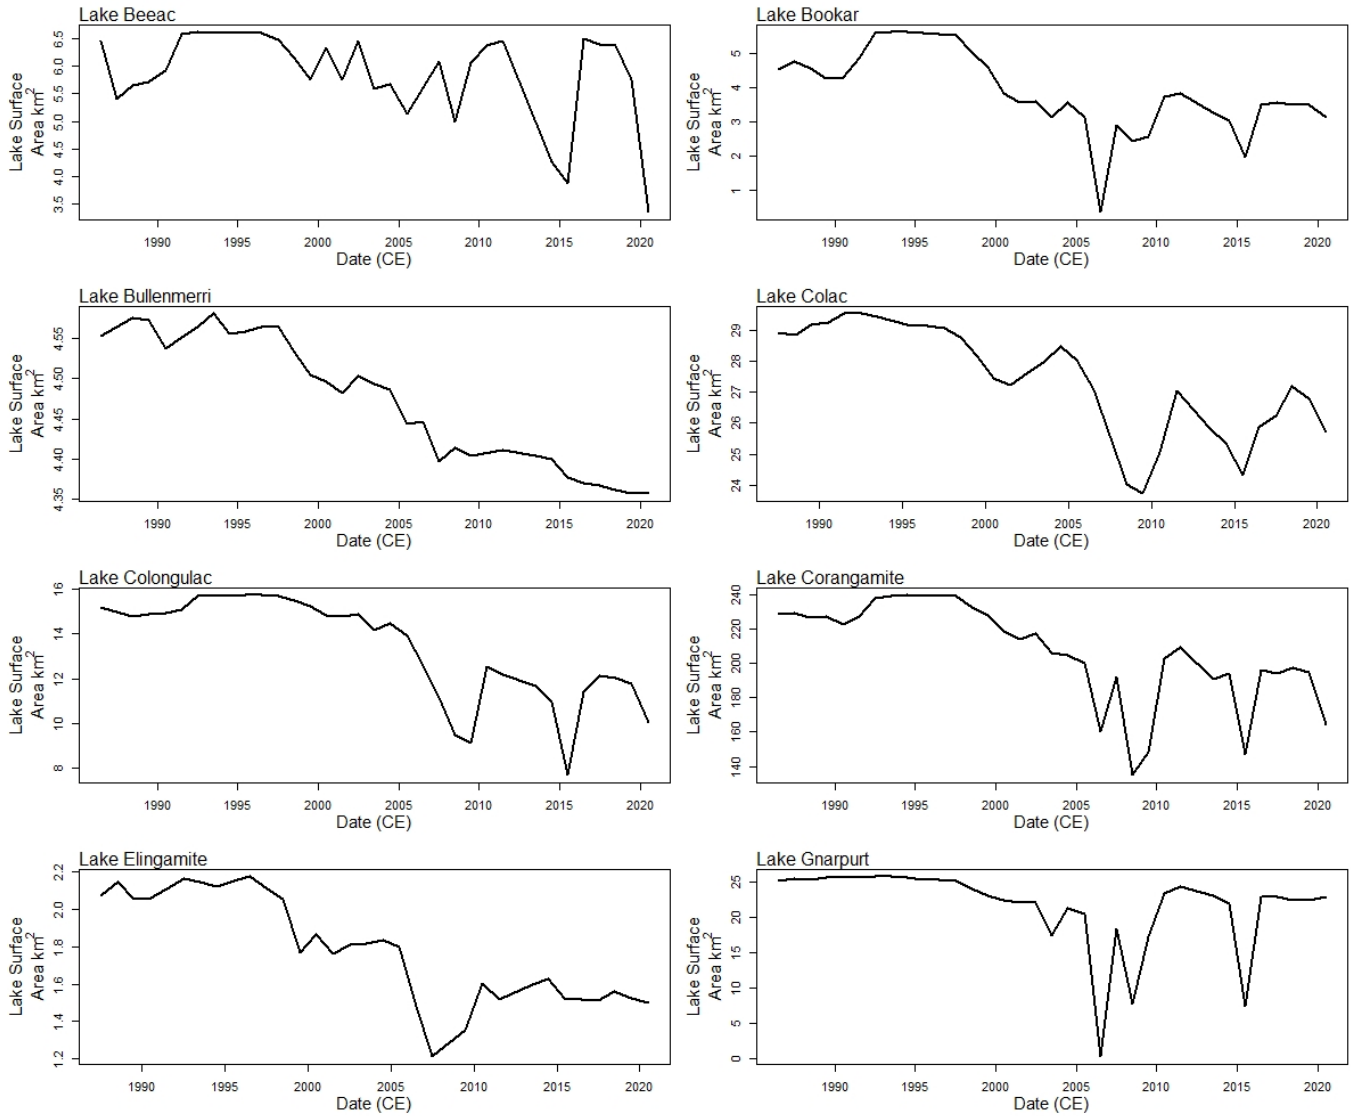 Lake Beeac
Lake Surface
Area km2
6.5
6.0
5.5
5.0
4.5
4.0
3.5
1990 1995 2000 2005 2010 2015 2020
Date (CE)
Lake Bookar
Lake Surface
Area km2
5
4
3
2
1
1990 1995 2000 2005 2010 2015 2020
Date (CE)
Lake Bullenmerri
Lake Surface
Area km2
4.55
4.50
4.45
4.40
4.35
1990 1995 2000 2005 2010 2015 2020
Date (CE)
Lake Colac
Lake Surface
Area km2
29
28
27
26
25
24
1990 1995 2000 2005 2010 2015 2020
Date (CE)
Lake Colongulac
Lake Surface
Area km2
16
14
12
10
8
1990 1995 2000 2005 2010 2015 2020
Date (CE)
Lake Corangamite
Lake Surface
Area km2
240
220
200
180
160
140
1990 1995 2000 2005 2010 2015 2020
Date (CE)
Lake Elingamite
Lake Surface
Area km2
2.2
2.0
1.8
1.6
1.4
1.2
1990 1995 2000 2005 2010 2015 2020
Date (CE)
Lake Gnarpurt
Lake Surface
Area km2
25
20
15
10
5
0
1990 1995 2000 2005 2010 2015 2020
Date (CE)